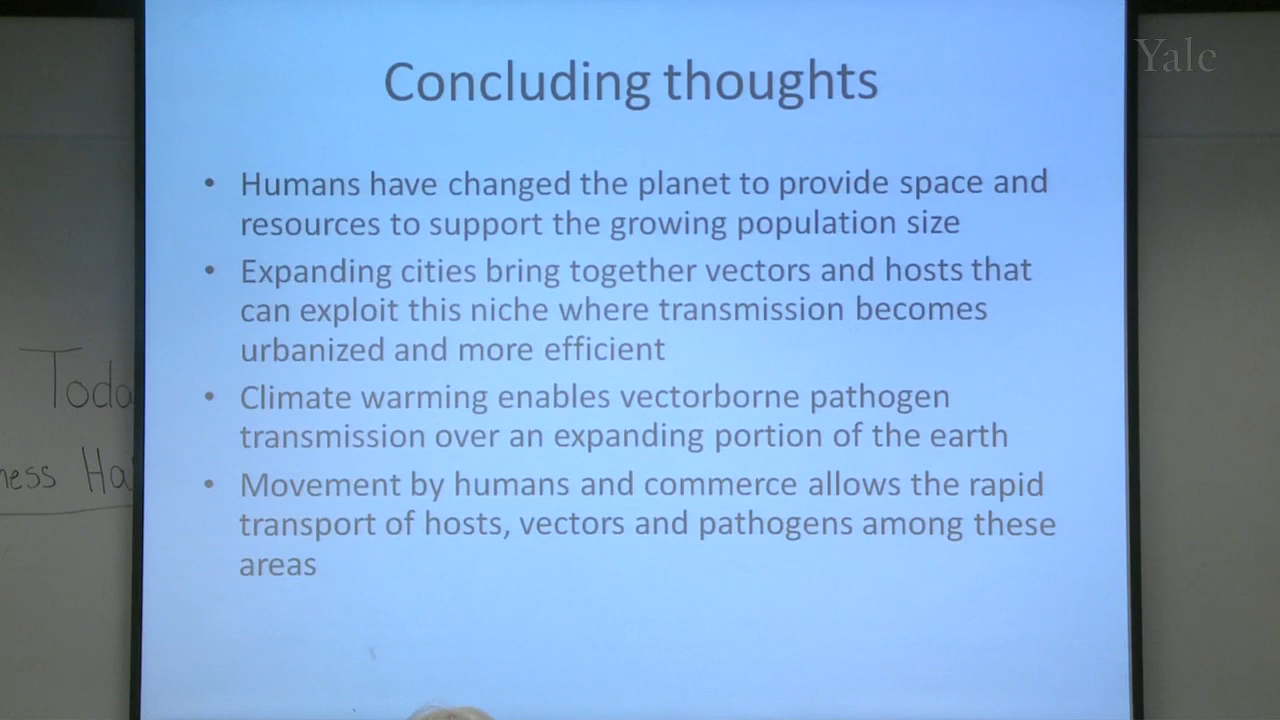 Yale
Concluding thoughts
• Humans have changed the planet to provide space and
resources to support the growing population size
• Expanding cities bring together vectors and hosts that
can exploit this niche where transmission becomes
urbanized and more efficient
• Climate warming enables vectorborne pathogen
transmission over an expanding portion of the earth
• Movement by humans and commerce allows the rapid
transport of hosts, vectors and pathogens among these
areas
Toda
ness Ha